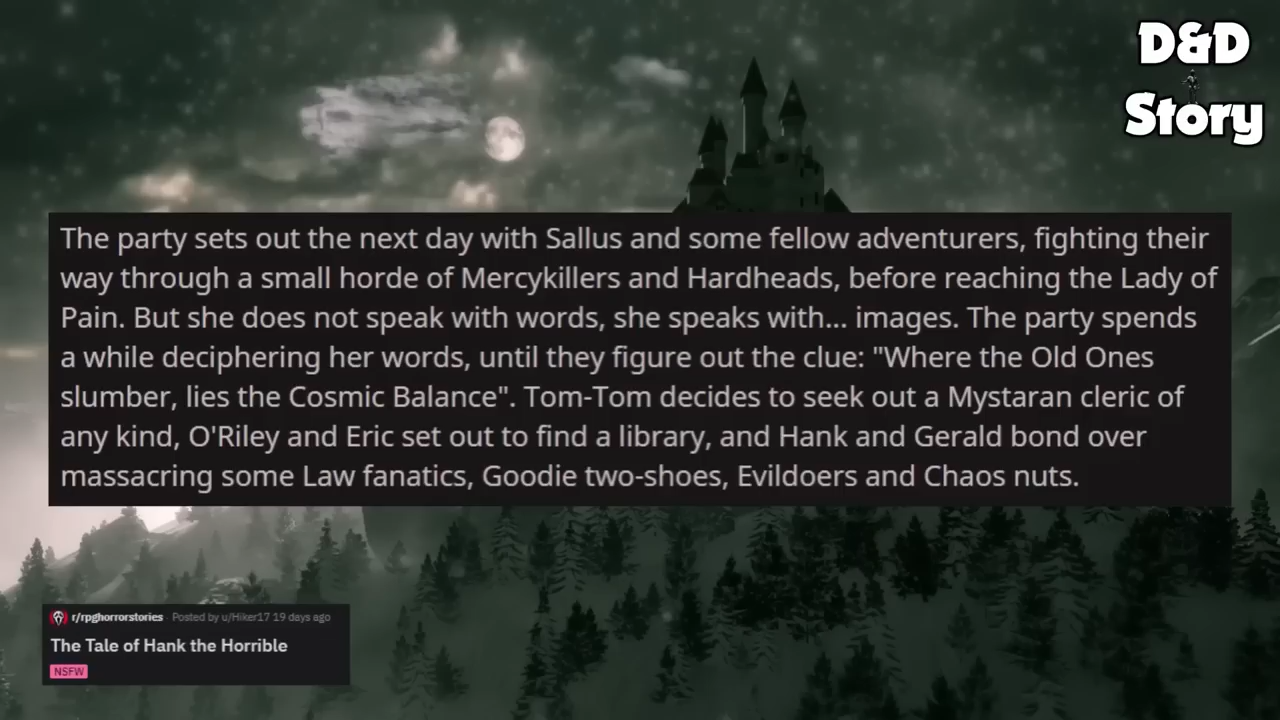 D&D
Story
The party sets out the next day with Sallus and some fellow adventurers, fighting their
way through a small horde of Mercykillers and Hardheads, before reaching the Lady of
Pain. But she does not speak with words, she speaks with... images. The party spends
a while deciphering her words, until they figure out the clue: "Where the Old Ones
slumber, lies the Cosmic Balance". Tom-Tom decides to seek out a Mystaran cleric of
any kind, O'Riley and Eric set out to find a library, and Hank and Gerald bond over
massacring some Law fanatics, Goodie two-shoes, Evildoers and Chaos nuts.
r/rpghorrorstories · Posted by u/Hiker17 19 days ago
The Tale of Hank the Horrible
NSFW